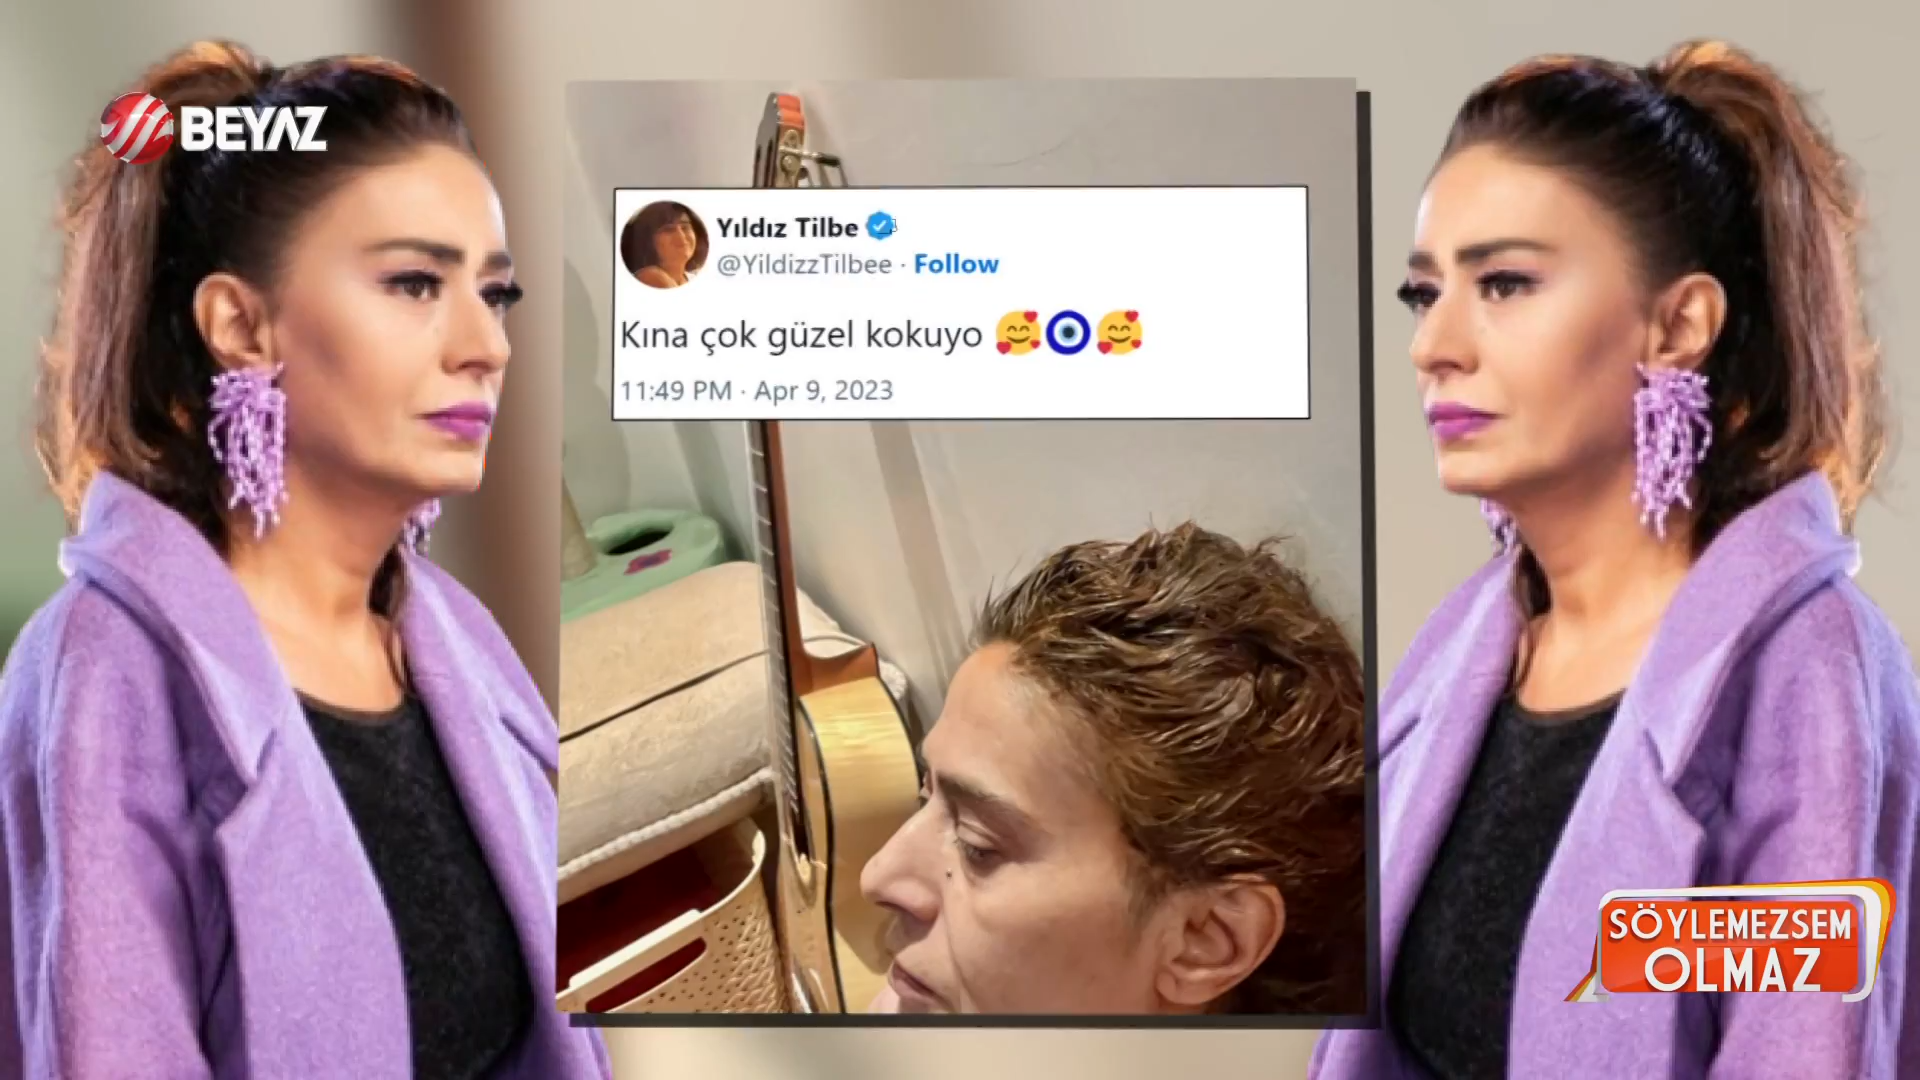 BEYAZ
Yıldız Tilbe
@YildizzTilbee · Follow
Kına çok güzel kokuyo 🥰🧿🥰
11:49 PM · Apr 9, 2023
SÖYLEMEZSEM
OLMAZ